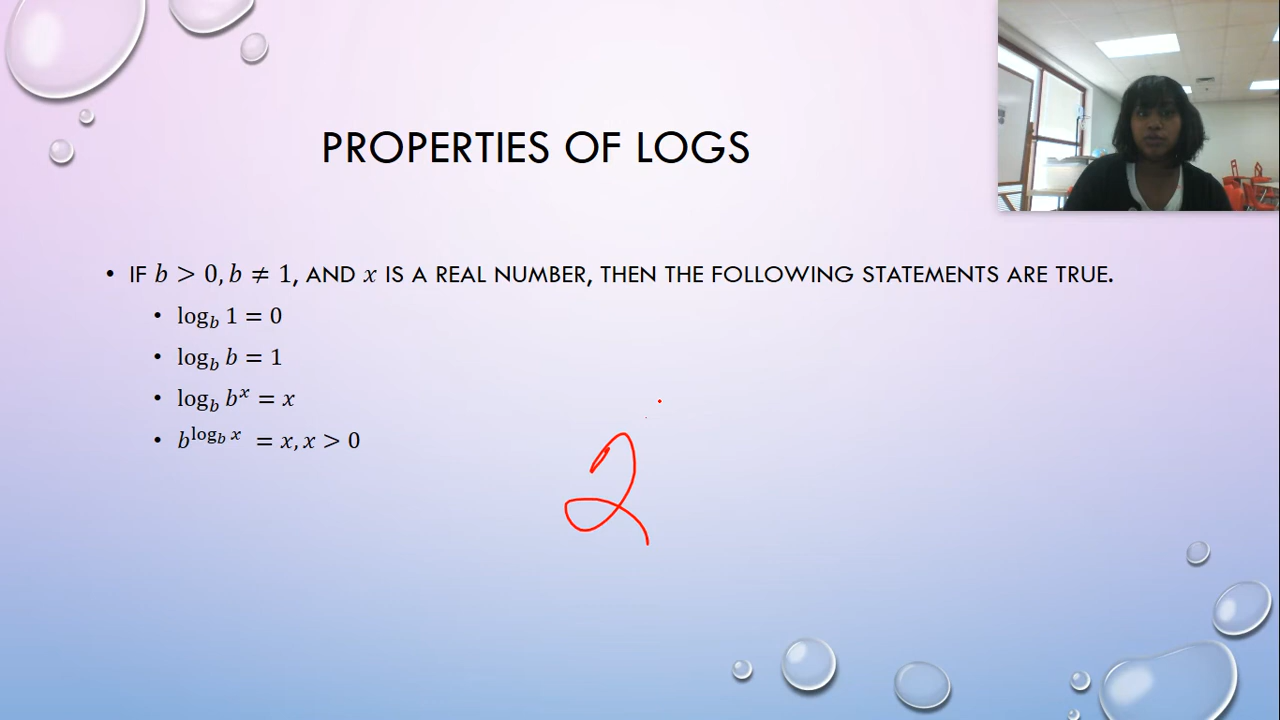 PROPERTIES OF LOGS
• IF b > 0, b ≠ 1, AND x IS A REAL NUMBER, THEN THE FOLLOWING STATEMENTS ARE TRUE.
• log_b 1 = 0
• log_b b = 1
• log_b b^x = x
• b^{log_b x} = x, x > 0
2